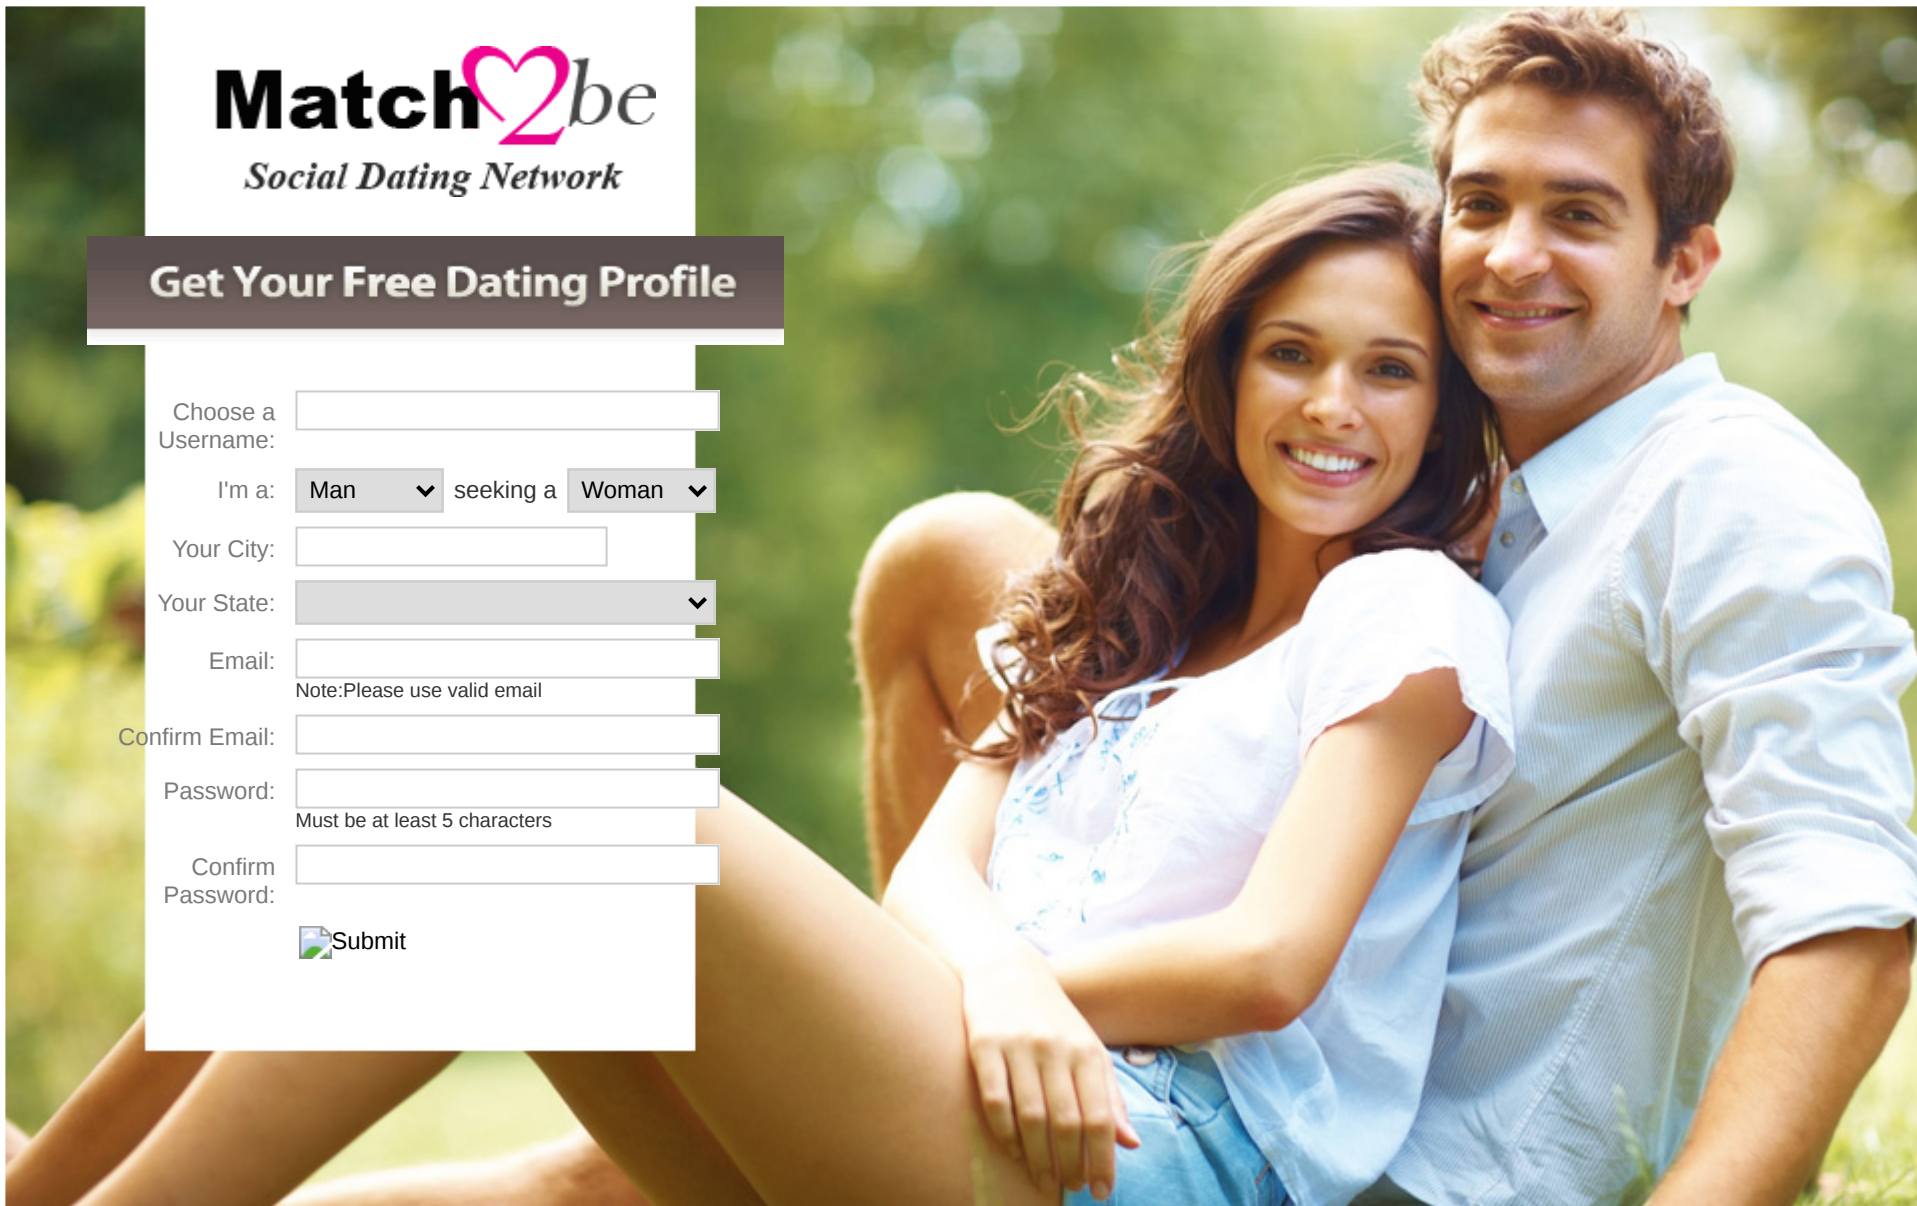 Match2be
Social Dating Network
Get Your Free Dating Profile
Choose a
Username:
I'm a: Man seeking a Woman
Your City:
Your State:
Email:
Note:Please use valid email
Confirm Email:
Password:
Must be at least 5 characters
Confirm
Password:
Submit